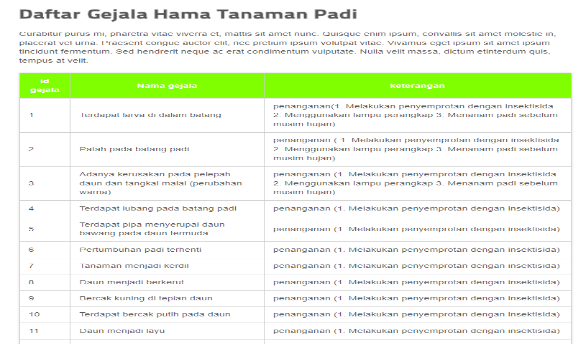 Daftar Gejala Hama Tanaman Padi
Curabitur purus mi, pharetra vitae viverra et, mattis sit amet nunc. Quisque enim ipsum, convallis sit amet molestie in,
placerat vel urna. Praesent congue auctor elit, nec pretium ipsum volutpat vitae. Vivamus eget ipsum sit amet ipsum
tincidunt fermentum. Sed hendrerit neque ac erat condimentum vulputate. Nulla velit massa, dictum etinterdum quis,
tempus at velit.
Id
gejala
Nama gejala
keterangan
1
Terdapat larva di dalam batang
penanganan(1. Melakukan penyemprotan dengan Insektisida
2. Menggunakan lampu perangkap 3. Menanam padi sebelum
musim hujan)
2
Patah pada batang padi
penanganan ( 1. Melakukan penyemprotan dengan insektisida
2. Menggunakan lampu perangkap 3. Menanam padi sebelum
musim hujan)
3
Adanya kerusakan pada pelepah
daun dan tangkai malai (perubahan
warna)
penanganan (1. Melakukan penyemprotan dengan Insektisida
2. Menggunakan lampu perangkap 3. Menanam padi sebelum
musim hujan)
4
Terdapat lubang pada batang padi
penanganan (1. Melakukan penyemprotan dengan Insektisida)
5
Terdapat pipa menyerupai daun
bawang pada daun termuda
penanganan (1. Melakukan penyemprotan dengan Insektisida)
6
Pertumbuhan padi terhenti
penanganan (1. Melakukan penyemprotan dengan Insektisida)
7
Tanaman menjadi kerdil
penanganan (1. Melakukan penyemprotan dengan Insektisida)
8
Daun menjadi berkerut
penanganan (1. Melakukan penyemprotan dengan Insektisida)
9
Bercak kuning di tepian daun
penanganan (1. Melakukan penyemprotan dengan Insektisida)
10
Terdapat bercak putih pada daun
penanganan (1. Melakukan penyemprotan dengan Insektisida)
11
Daun menjadi layu
penanganan (1. Melakukan penyemprotan dengan Insektisida)